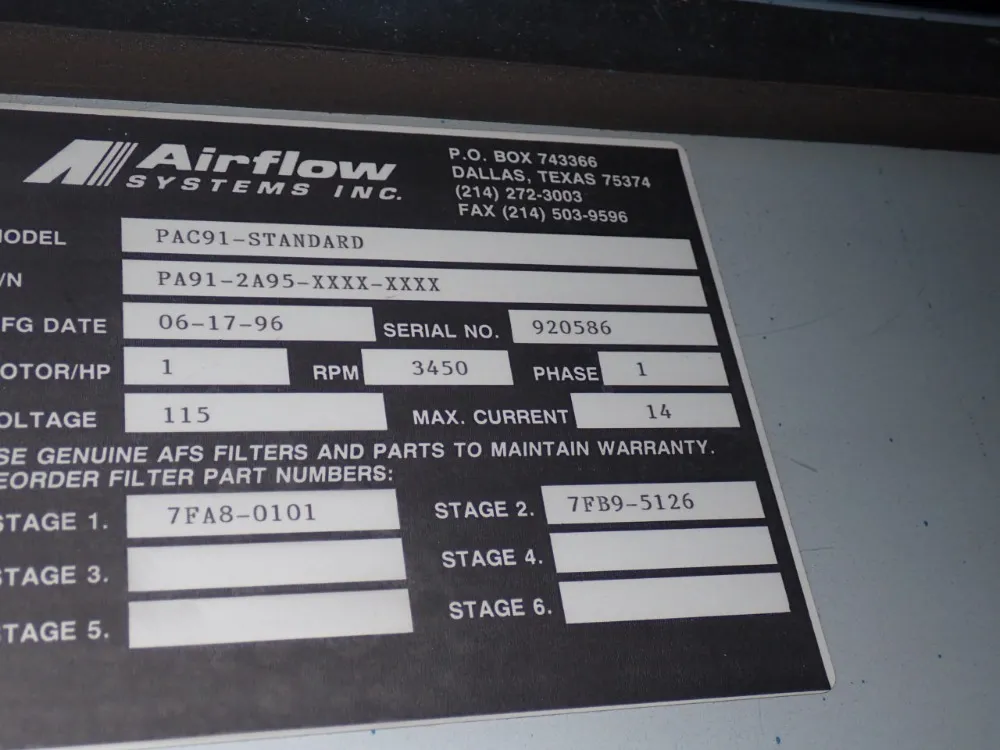 Airflow
SYSTEMS INC.
P.O. BOX 743366
DALLAS, TEXAS 75374
(214) 272-3003
FAX (214) 503-9596
ODEL PAC91-STANDARD
/N PA91-2A95-XXXX-XXXX
FG DATE 06-17-96 SERIAL NO. 920586
OTOR/HP 1 RPM 3450 PHASE 1
OLTAGE 115 MAX. CURRENT 14
SE GENUINE AFS FILTERS AND PARTS TO MAINTAIN WARRANTY.
EORDER FILTER PART NUMBERS:
STAGE 1. 7FA8-0101 STAGE 2. 7FB9-5126
STAGE 3. STAGE 4.
STAGE 5. STAGE 6.